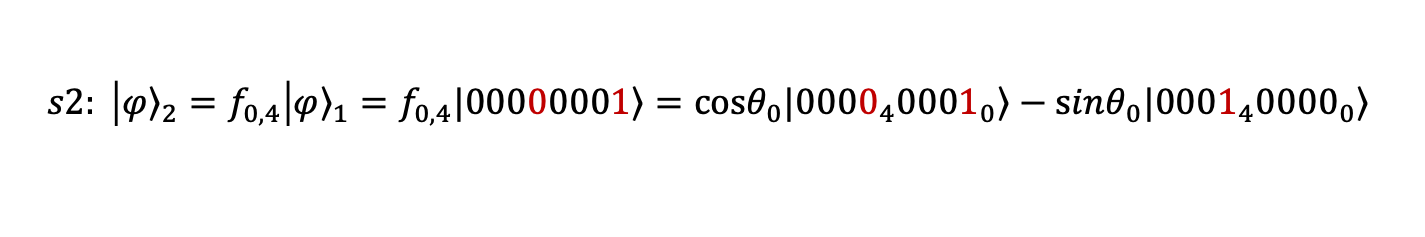 s2: |φ⟩₂ = f₀,₄|φ⟩₁ = f₀,₄|00000001⟩ = cosθ₀|0000₄0001₀⟩ − sinθ₀|0001₄0000₀⟩